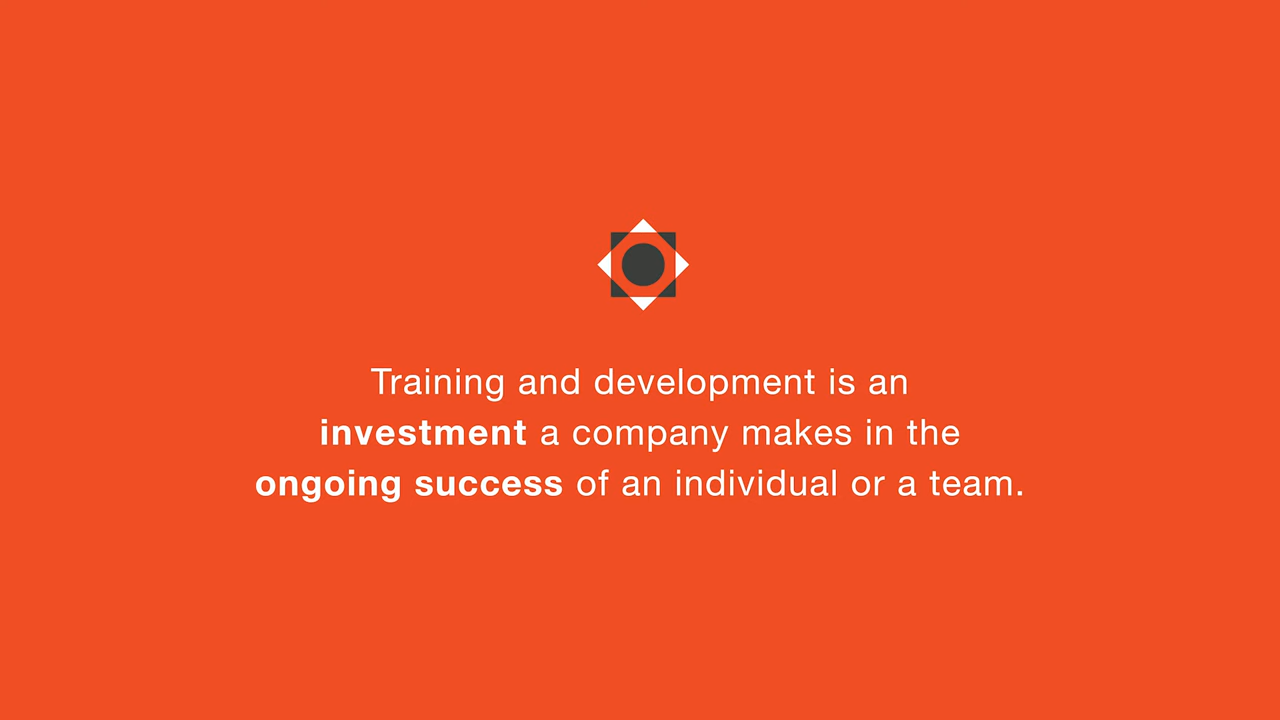 Training and development is an
investment a company makes in the
ongoing success of an individual or a team.